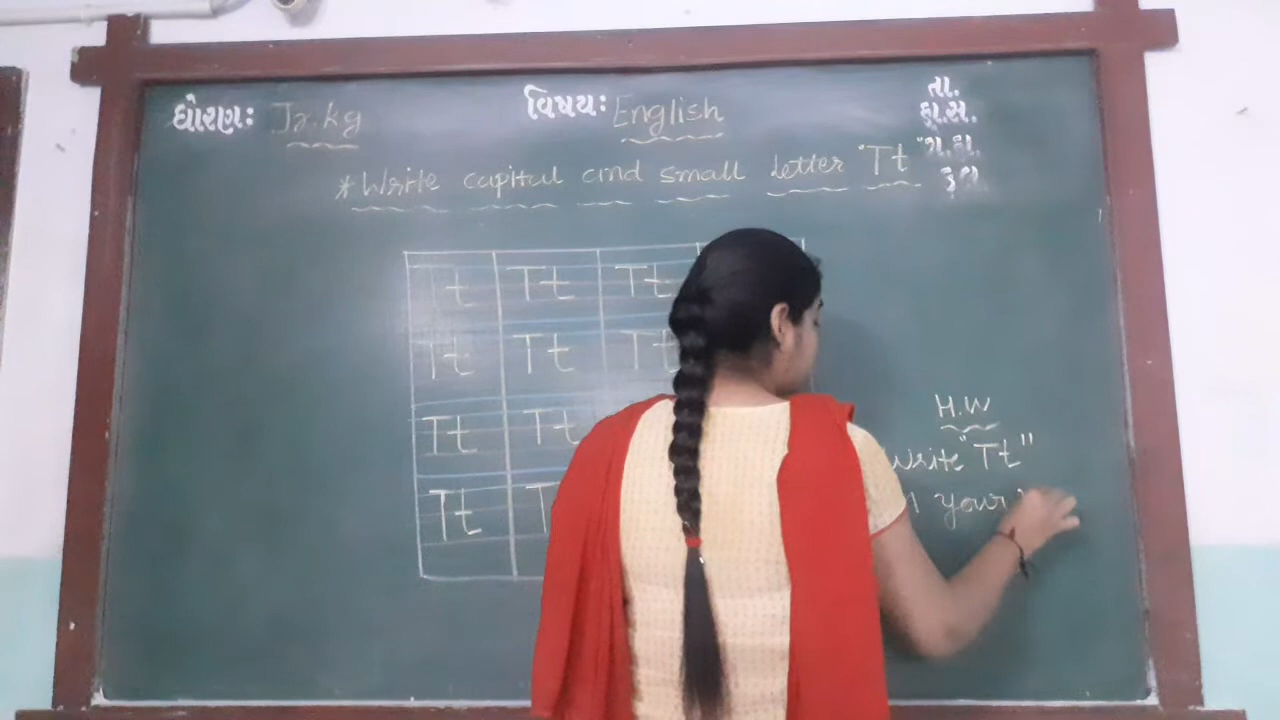 ધોરણ: Jr.kg વિષય: English તા.
ફા.સ.
* Write capital and small letter "Tt"
Tt Tt Tt
Tt Tt Tt
Tt Tt
Tt T
H.W
Write "Tt"
your